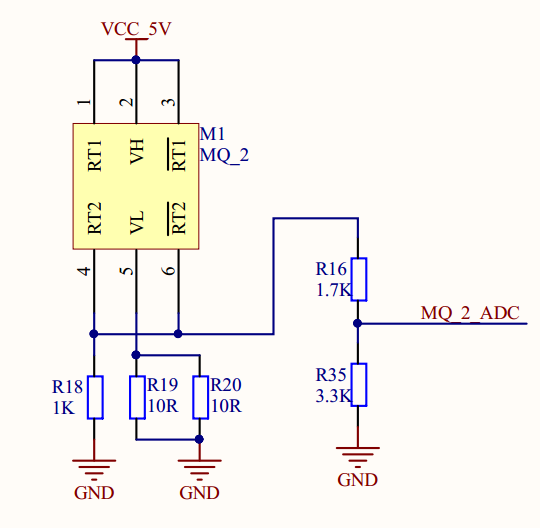 VCC_5V
1
2
3
RT1
VH
RT1
M1
MQ_2
RT2
VL
RT2
4
5
6
R16
1.7K
MQ_2_ADC
R18
1K
R19
10R
R20
10R
R35
3.3K
GND
GND
GND